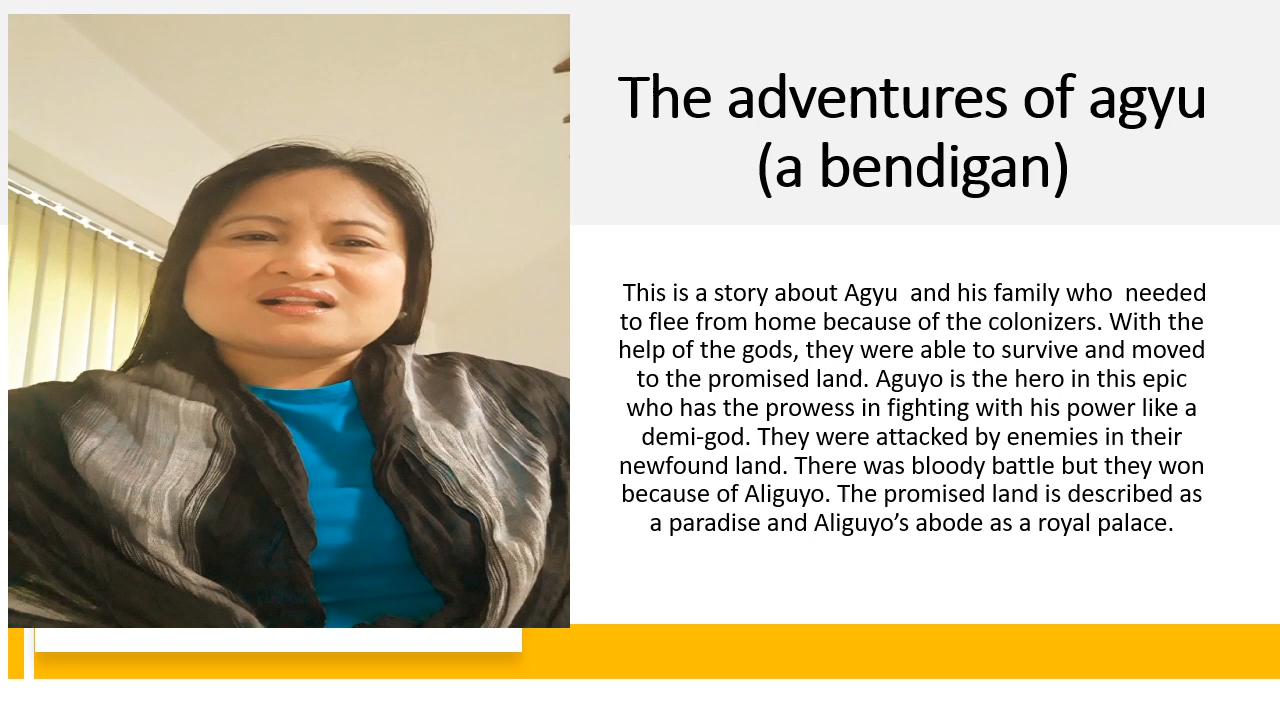 The adventures of agyu
(a bendigan)
This is a story about Agyu  and his family who  needed
to flee from home because of the colonizers. With the
help of the gods, they were able to survive and moved
to the promised land. Aguyo is the hero in this epic
who has the prowess in fighting with his power like a
demi-god. They were attacked by enemies in their
newfound land. There was bloody battle but they won
because of Aliguyo. The promised land is described as
a paradise and Aliguyo’s abode as a royal palace.